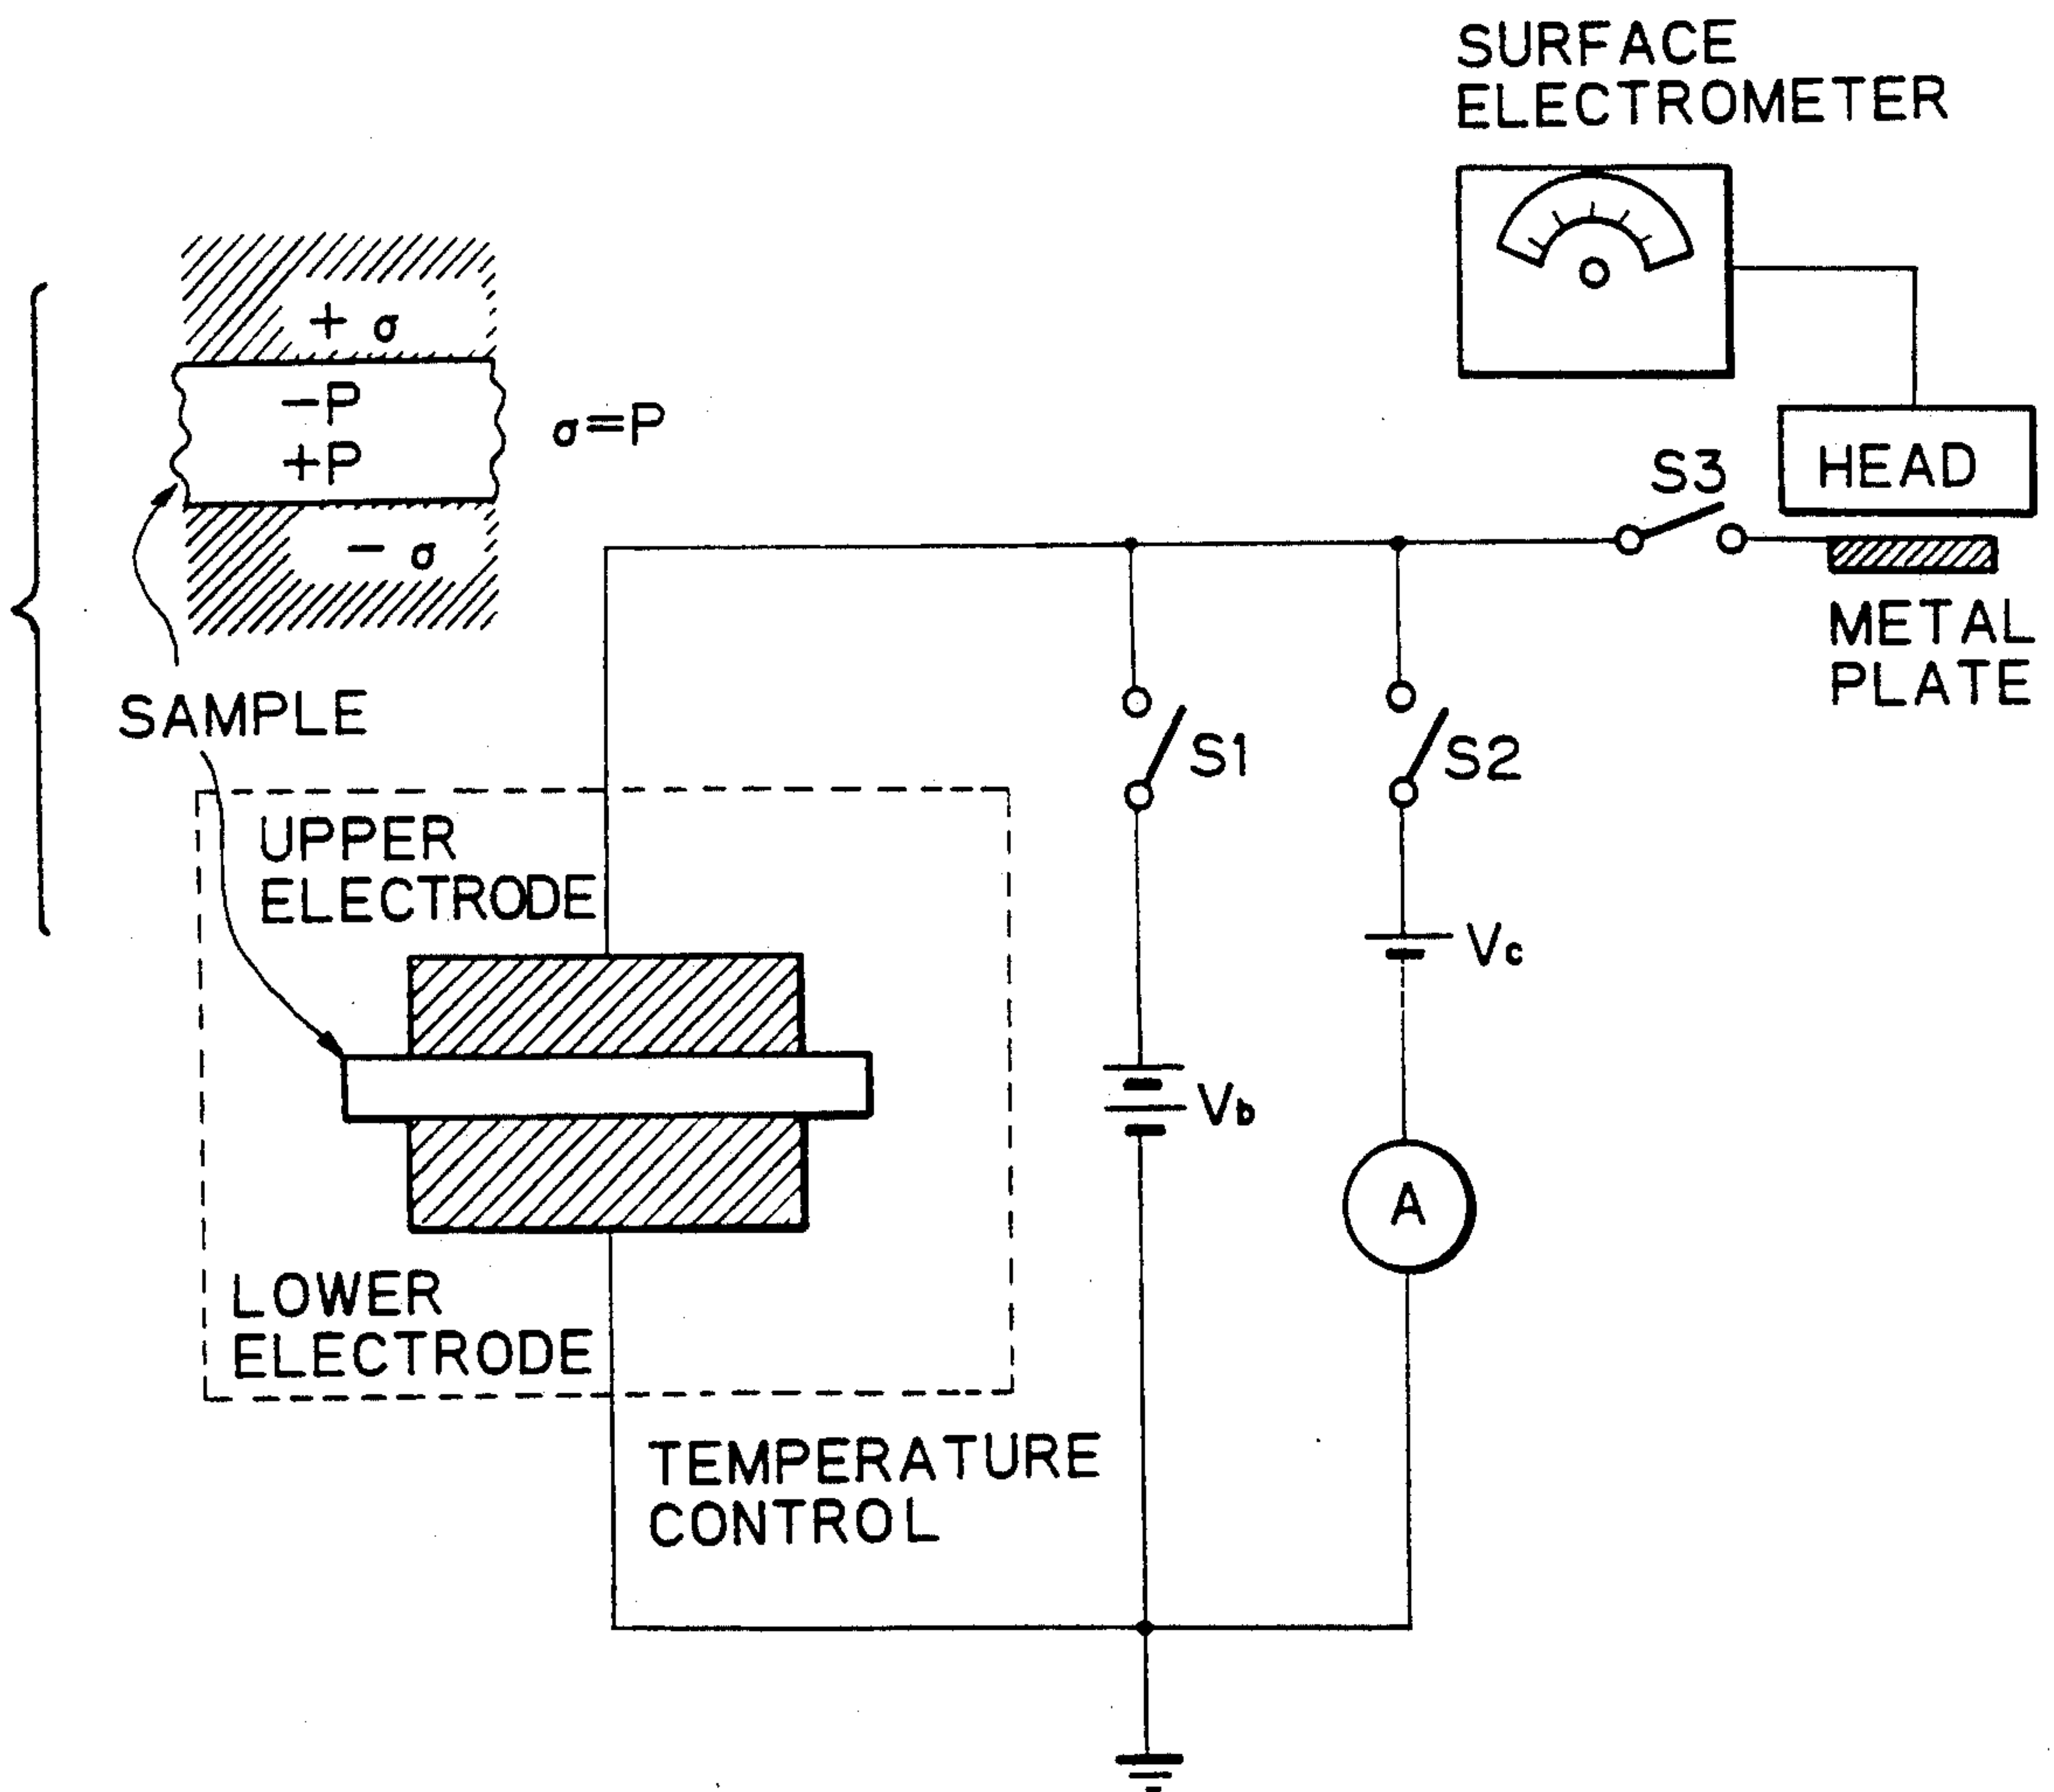 SURFACE
ELECTROMETER
+ σ
-P
+P
σ=P
- σ
HEAD
S3
METAL
PLATE
SAMPLE
S1
S2
UPPER
ELECTRODE
Vc
Vb
A
LOWER
ELECTRODE
TEMPERATURE
CONTROL